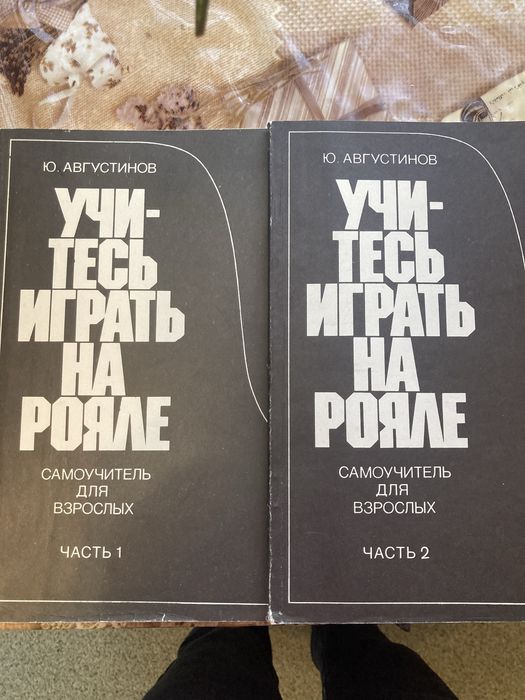 Ю. АВГУСТИНОВ
УЧИ-
ТЕСЬ
ИГРАТЬ
НА
РОЯЛЕ
САМОУЧИТЕЛЬ
ДЛЯ
ВЗРОСЛЫХ
ЧАСТЬ 1
Ю. АВГУСТИНОВ
УЧИ-
ТЕСЬ
ИГРАТЬ
НА
РОЯЛЕ
САМОУЧИТЕЛЬ
ДЛЯ
ВЗРОСЛЫХ
ЧАСТЬ 2